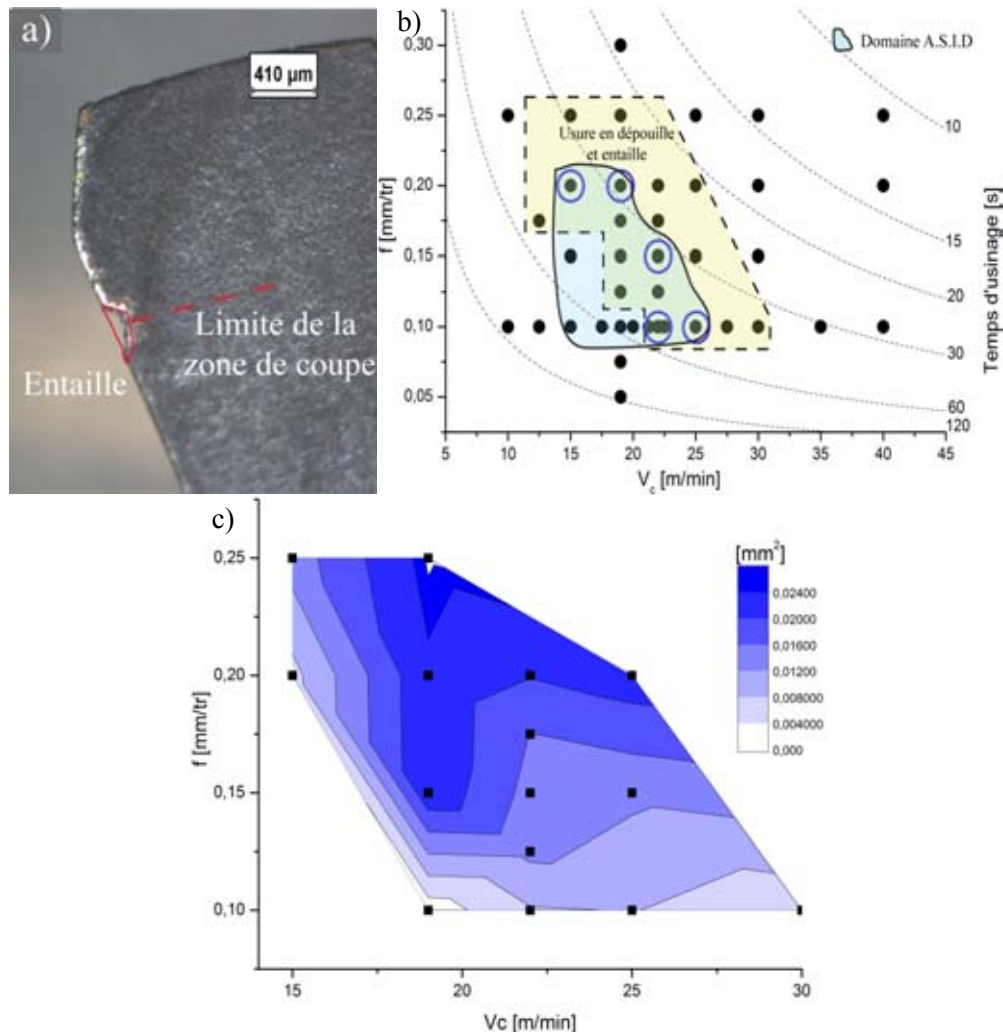 a)
410 µm
Limite de la
zone de coupe
Entaille
b)
Domaine A.S.I.D
Usure en dépouille
et entaille
0,30
0,25
0,20
0,15
0,10
0,05
f [mm/tr]
5 10 15 20 25 30 35 40 45
V_c [m/min]
10
15
20
30
60
120
Temps d'usinage [s]
c)
[mm²]
0,02400
0,02000
0,01600
0,01200
0,008000
0,004000
0,000
0,25
0,20
0,15
0,10
f [mm/tr]
15 20 25 30
Vc [m/min]